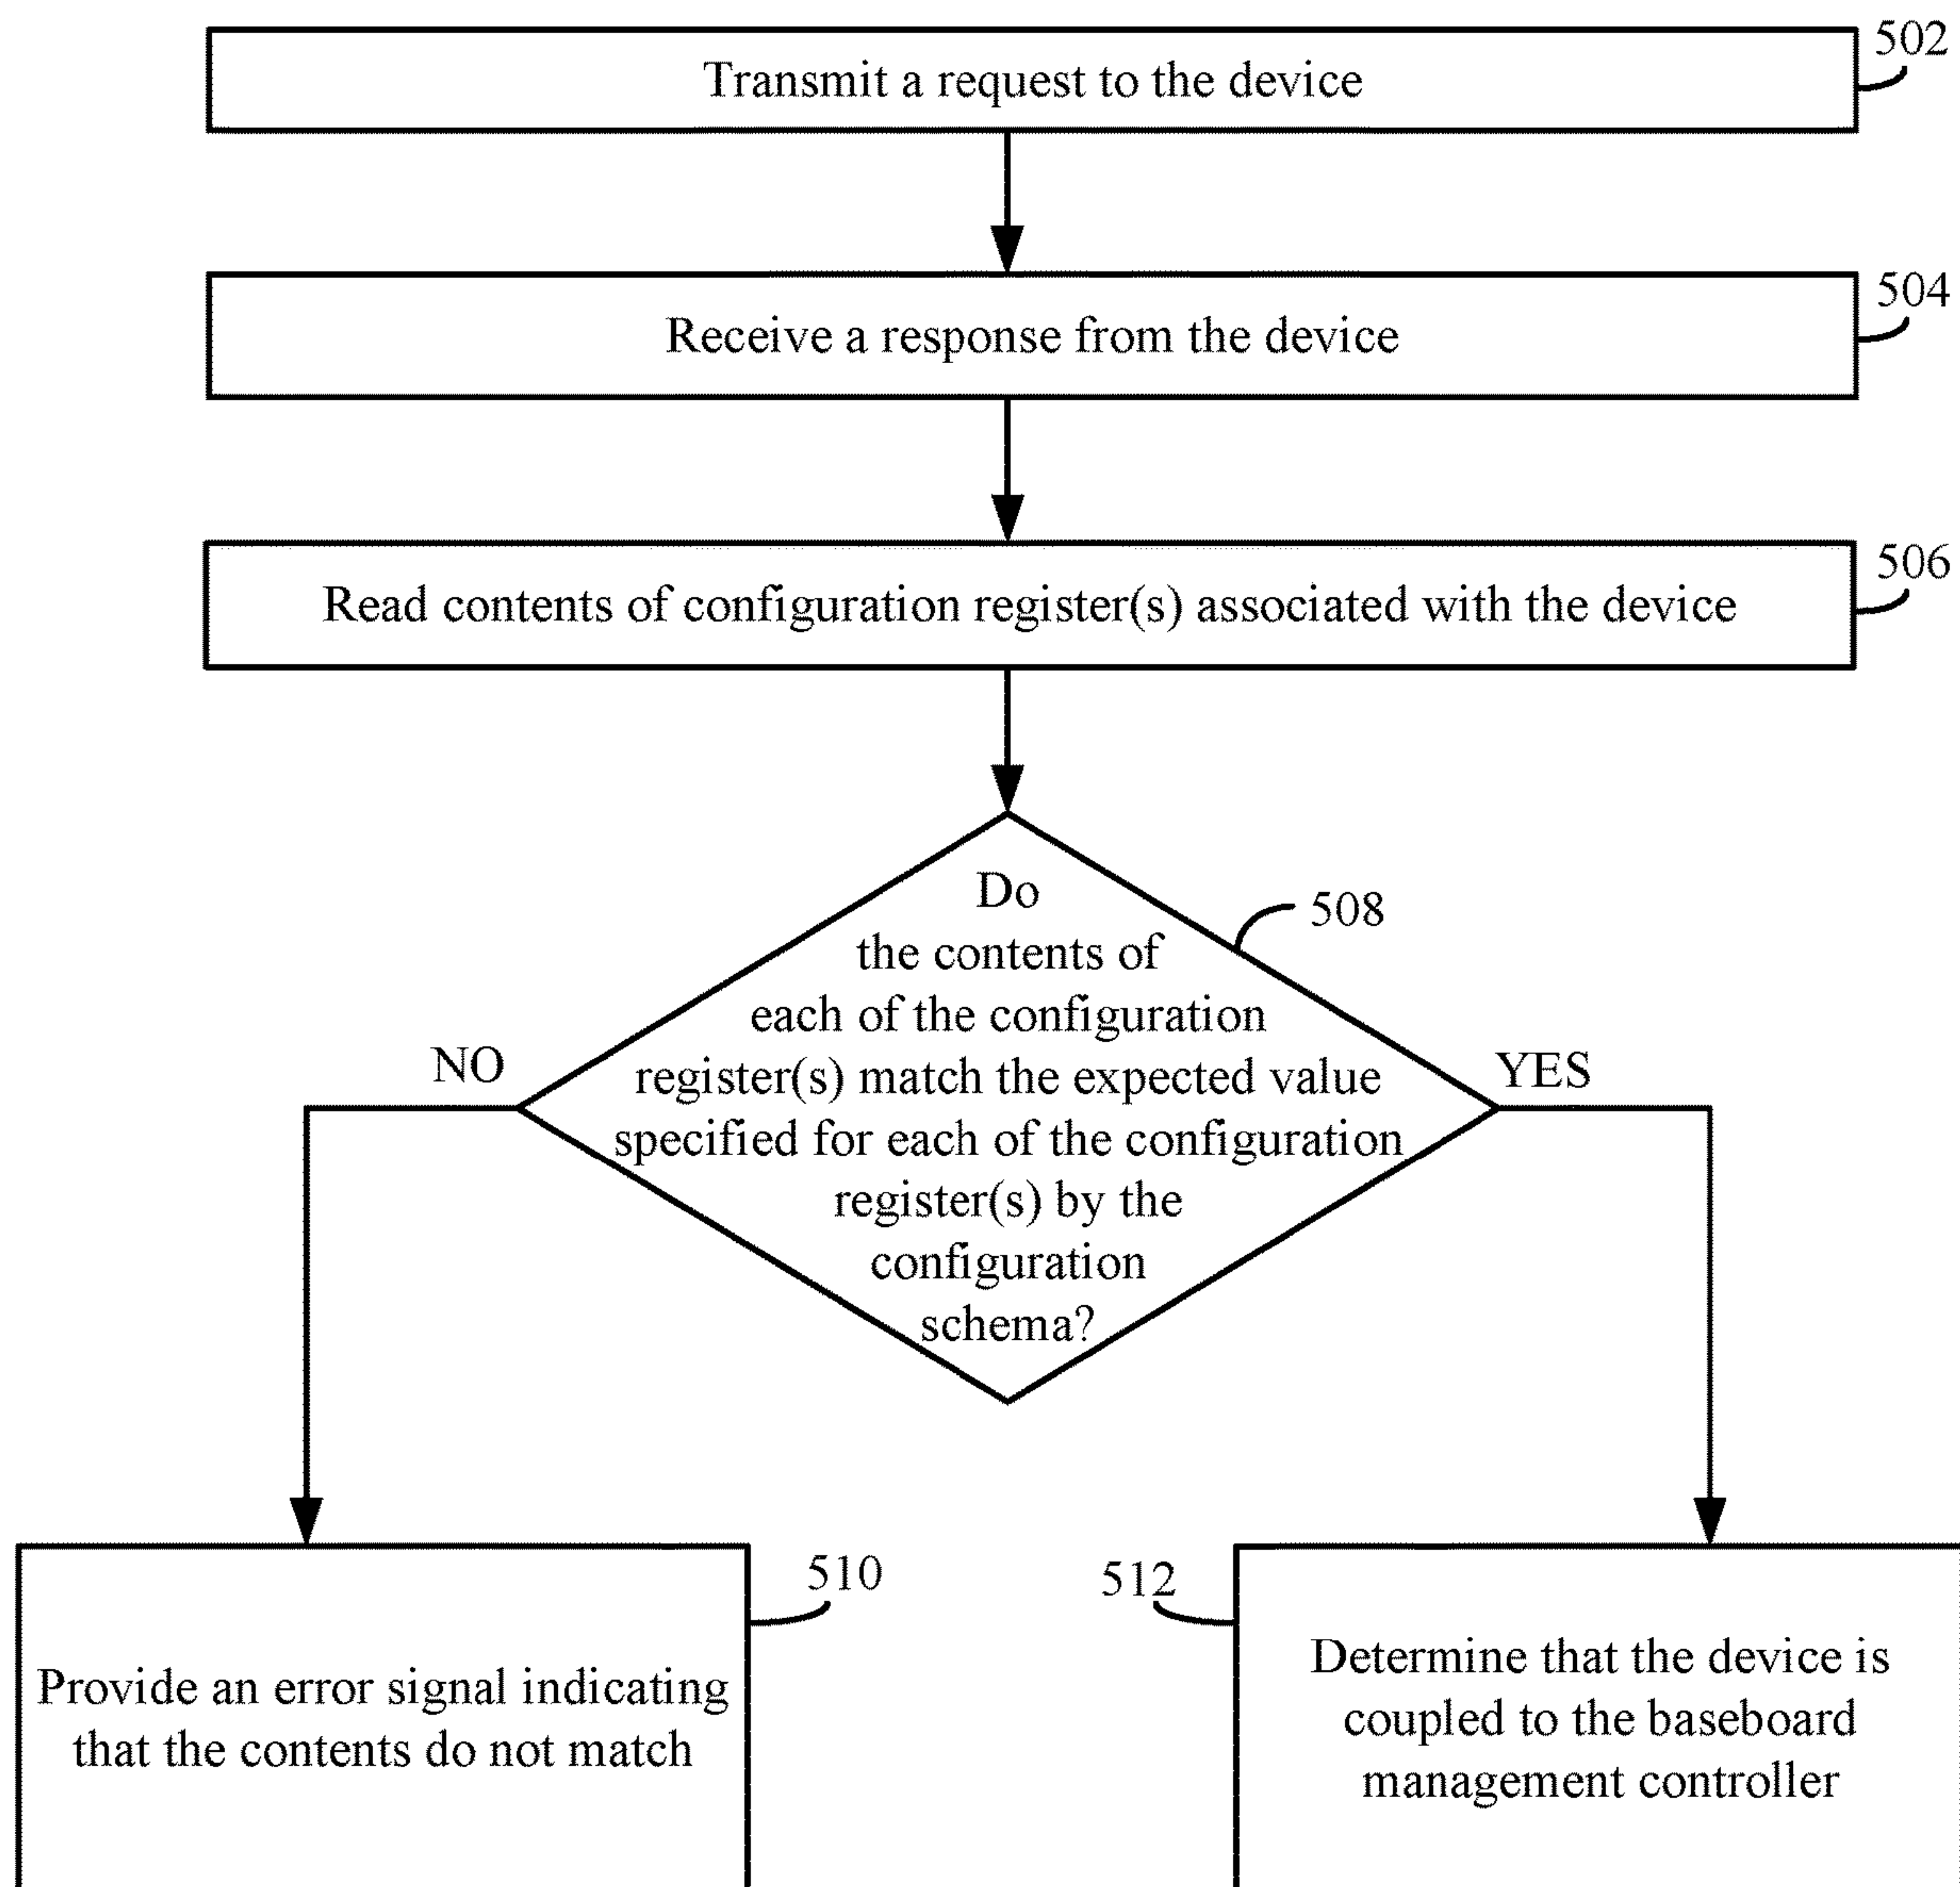 502
Transmit a request to the device
504
Receive a response from the device
506
Read contents of configuration register(s) associated with the device
508
Do
the contents of
each of the configuration
register(s) match the expected value
specified for each of the configuration
register(s) by the
configuration
schema?
NO
YES
510
Provide an error signal indicating
that the contents do not match
512
Determine that the device is
coupled to the baseboard
management controller